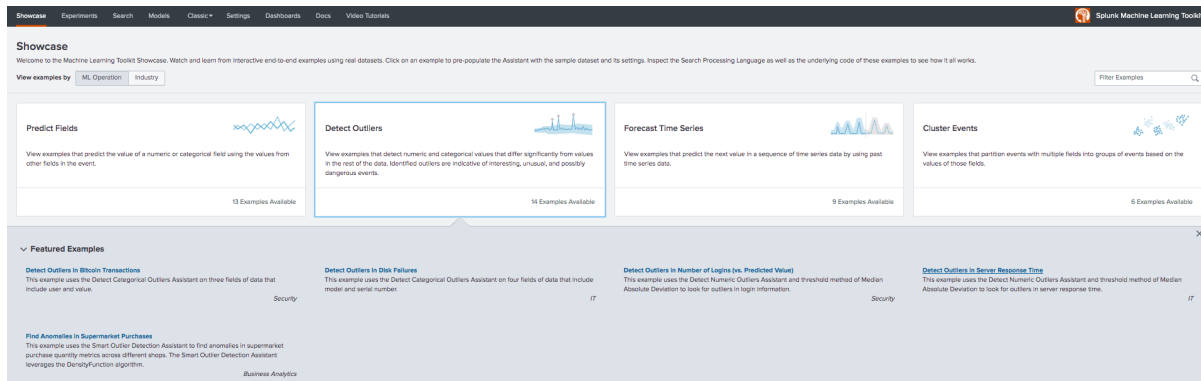 Showcase Experiments Search Models Classic Settings Dashboards Docs Video Tutorials Splunk Machine Learning Toolkit
Showcase
Welcome to the Machine Learning Toolkit Showcase. Watch and learn from interactive end-to-end examples using real datasets. Click on an example to pre-populate the Assistant with the sample dataset and its settings. Inspect the Search Processing Language as well as the underlying code of these examples to see how it all works.
View examples by ML Operation Industry Filter Examples
Predict Fields
View examples that predict the value of a numeric or categorical field using the values from
other fields in the event.
13 Examples Available
Detect Outliers
View examples that detect numeric and categorical values that differ significantly from values
in the rest of the data. Identified outliers are indicative of interesting, unusual, and possibly
dangerous events.
14 Examples Available
Forecast Time Series
View examples that predict the next value in a sequence of time series data by using past
time series data.
9 Examples Available
Cluster Events
View examples that partition events with multiple fields into groups of events based on the
values of those fields.
6 Examples Available
Featured Examples
Detect Outliers in Bitcoin Transactions
This example uses the Detect Categorical Outliers Assistant on three fields of data that
include user and value.
Security
Detect Outliers in Disk Failures
This example uses the Detect Categorical Outliers Assistant on four fields of data that include
model and serial number.
IT
Detect Outliers in Number of Logins (vs. Predicted Value)
This example uses the Detect Numeric Outliers Assistant and threshold method of Median
Absolute Deviation to look for outliers in login information.
Security
Detect Outliers in Server Response Time
This example uses the Detect Numeric Outliers Assistant and threshold method of Median
Absolute Deviation to look for outliers in server response time.
IT
Find Anomalies in Supermarket Purchases
This example uses the Smart Outlier Detection Assistant to find anomalies in supermarket
purchase quantity metrics across different shops. The Smart Outlier Detection Assistant
leverages the DensityFunction algorithm.
Business Analytics